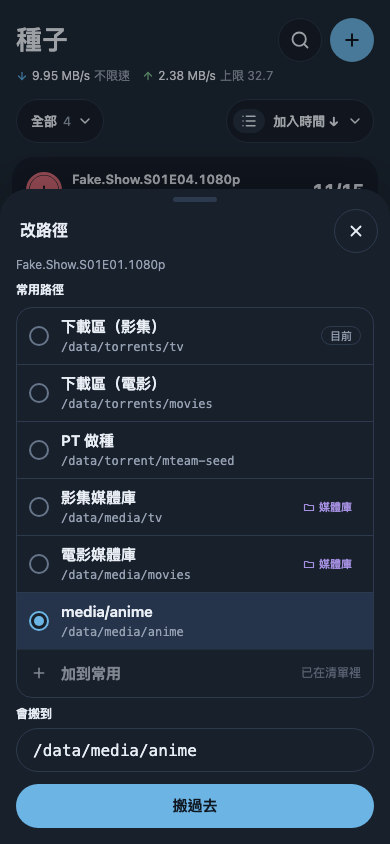 種子
↓ 9.95 MB/s 不限速 ↑ 2.38 MB/s 上限 32.7
全部 4
加入時間 ↓
Fake.Show.S01E04.1080p
改路徑
Fake.Show.S01E01.1080p
常用路徑
下載區（影集）
/data/torrents/tv
目前
下載區（電影）
/data/torrents/movies
PT 做種
/data/torrent/mteam-seed
影集媒體庫
/data/media/tv
媒體庫
電影媒體庫
/data/media/movies
媒體庫
media/anime
/data/media/anime
+ 加到常用
已在清單裡
會搬到
/data/media/anime
搬過去